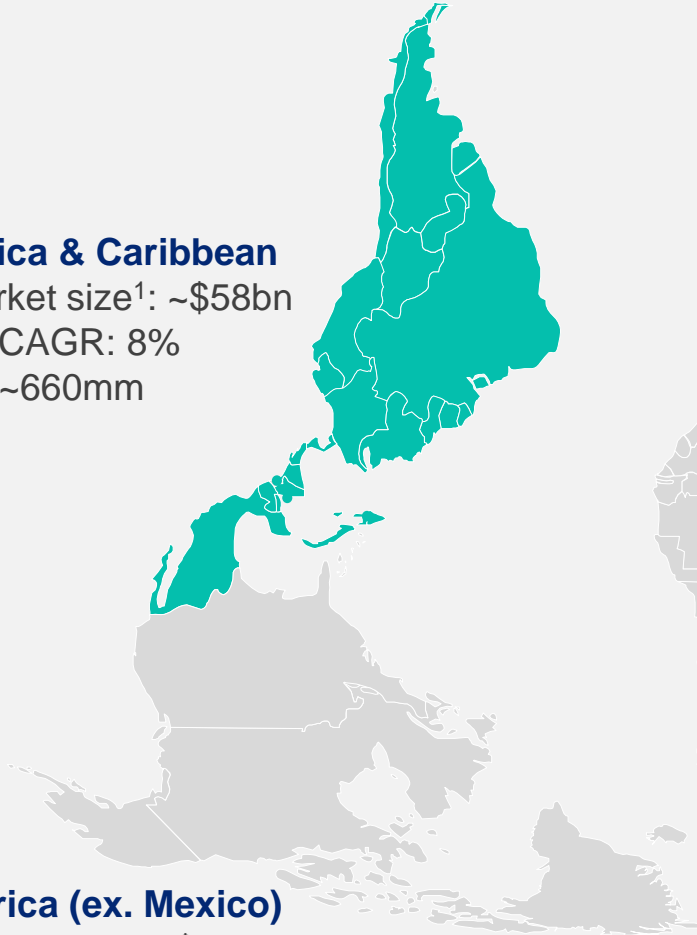 ica & Caribbean
rket size¹: ~$58bn
CAGR: 8%
~660mm
rica (ex. Mexico)